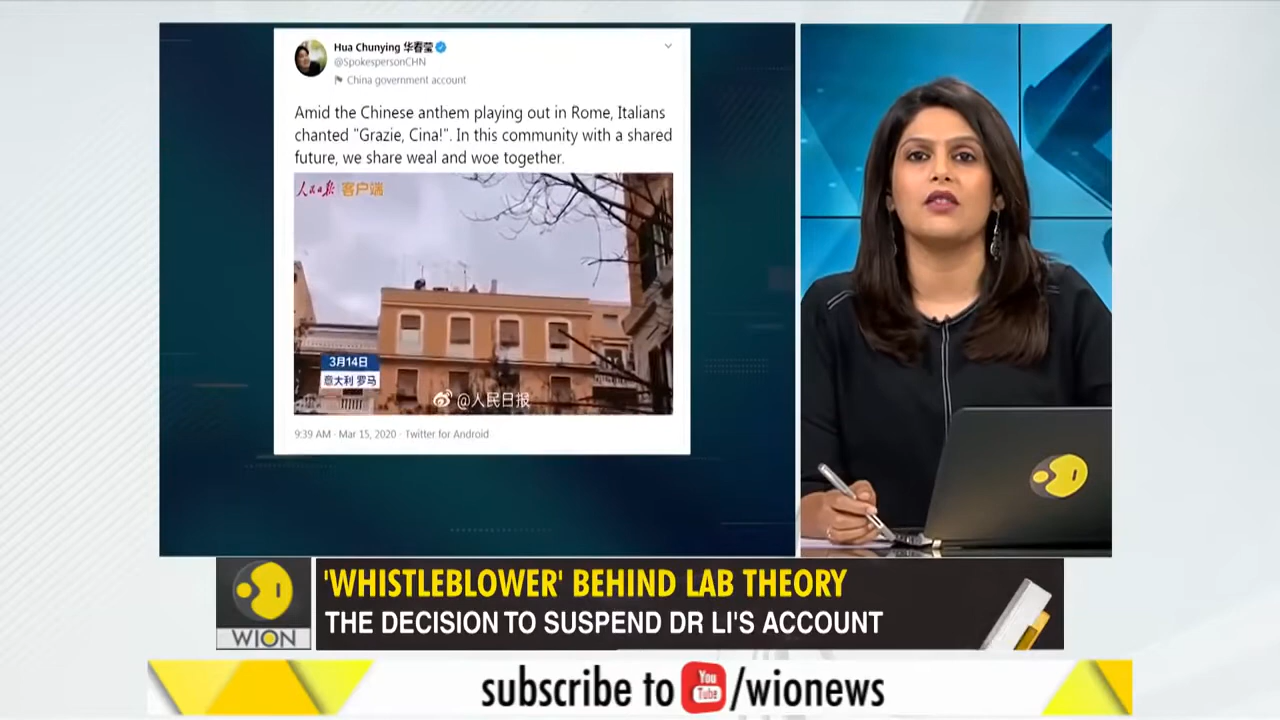 Hua Chunying 华春莹
@SpokespersonCHN
China government account
Amid the Chinese anthem playing out in Rome, Italians
chanted "Grazie, Cina!". In this community with a shared
future, we share weal and woe together.
人民日报 客户端
3月14日
意大利 罗马
@人民日报
9:39 AM · Mar 15, 2020 · Twitter for Android
'WHISTLEBLOWER' BEHIND LAB THEORY
THE DECISION TO SUSPEND DR LI'S ACCOUNT
WION
subscribe to You Tube /wionews